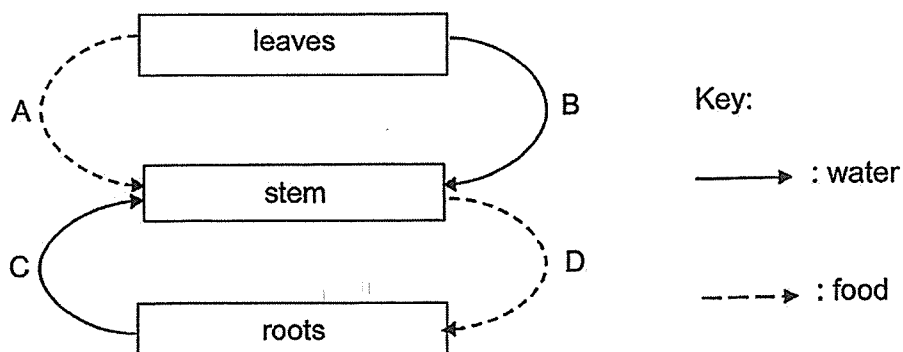 leaves
A
B
Key:
: water
stem
C
D
: food
roots